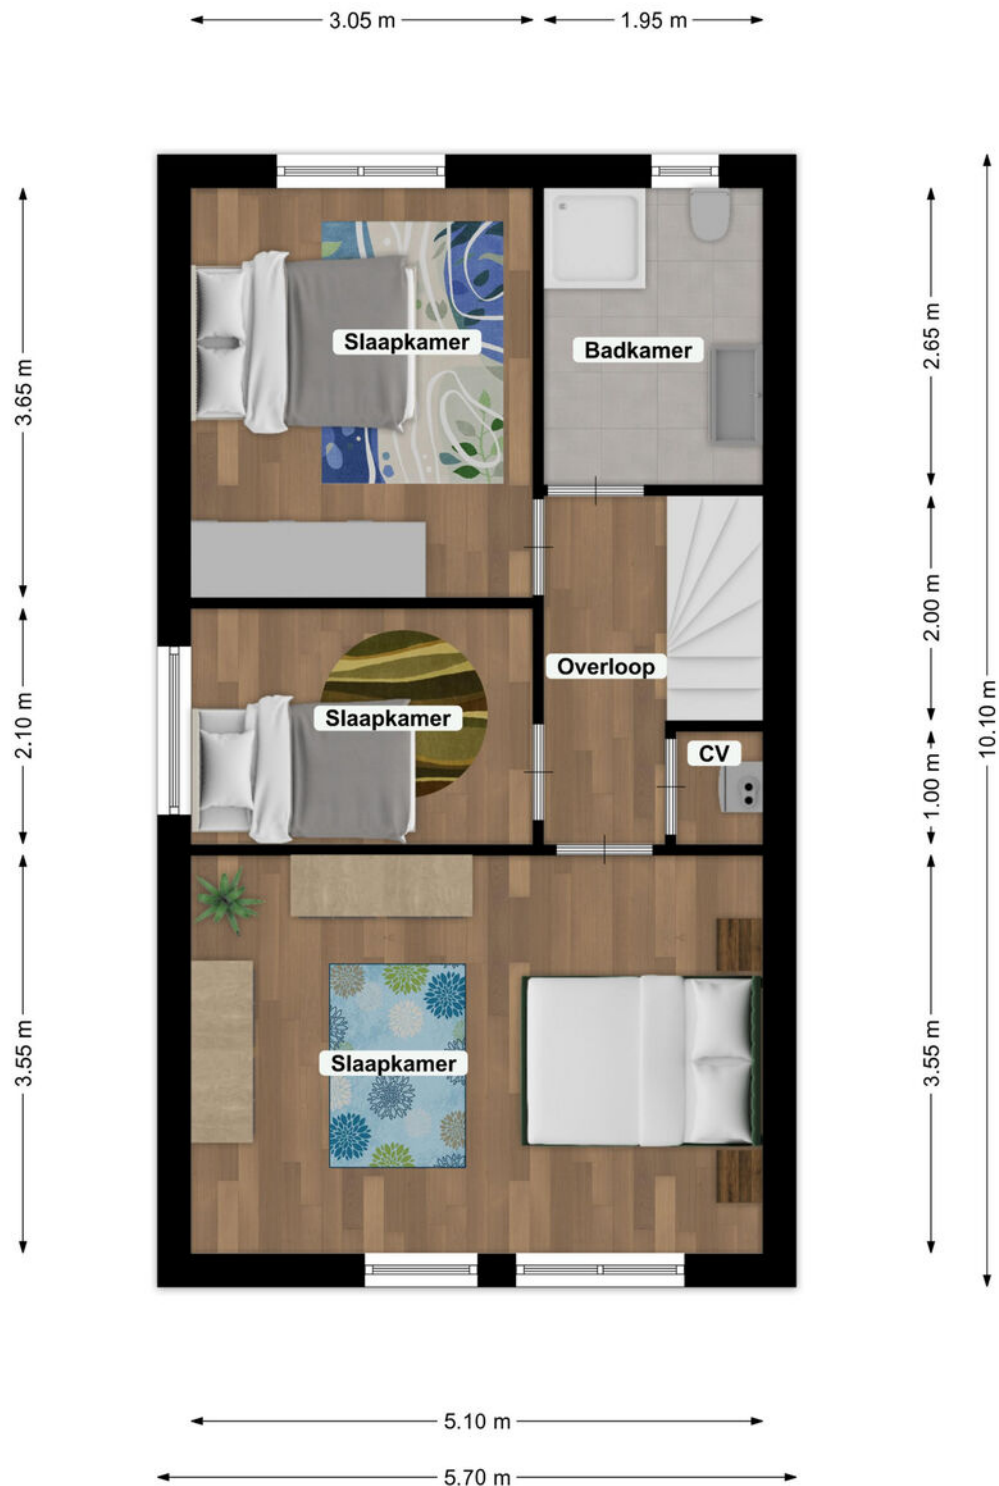 3.05 m
1.95 m
3.65 m
2.65 m
Slaapkamer
Badkamer
2.00 m
Overloop
2.10 m
Slaapkamer
10.10 m
CV
1.00 m
3.55 m
Slaapkamer
3.55 m
5.10 m
5.70 m